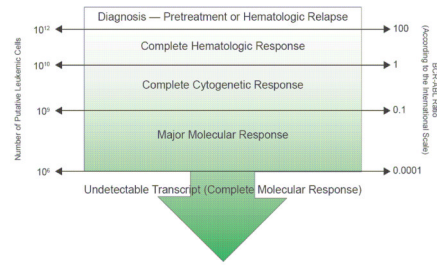 Diagnosis — Pretreatment or Hematologic Relapse
10¹²
100
Complete Hematologic Response
10¹⁰
1
Complete Cytogenetic Response
10⁹
0.1
Major Molecular Response
10⁶
0.0001
Undetectable Transcript (Complete Molecular Response)
Number of Putative Leukemic Cells
(According to the International Scale)